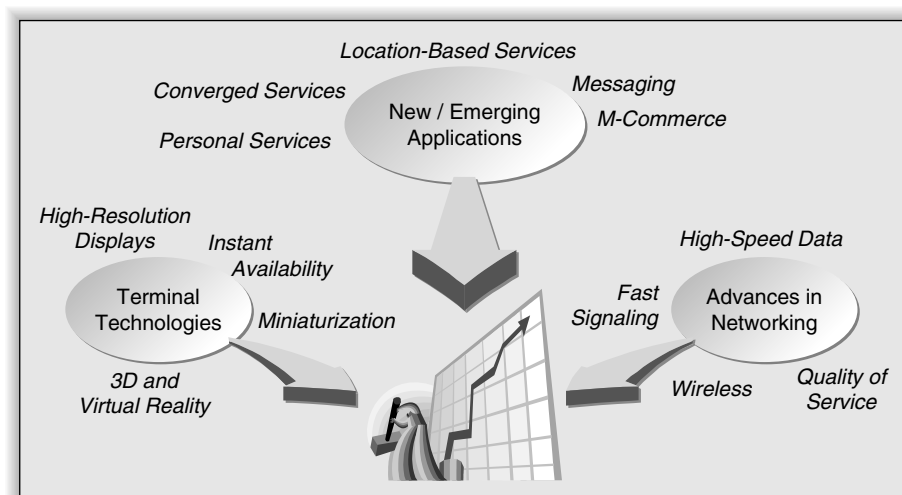 Location-Based Services
Converged Services
Messaging
New / Emerging
Applications
M-Commerce
Personal Services
High-Resolution
Displays
Instant
Availability
Terminal
Technologies
Miniaturization
3D and
Virtual Reality
High-Speed Data
Fast
Signaling
Advances in
Networking
Wireless
Quality of
Service